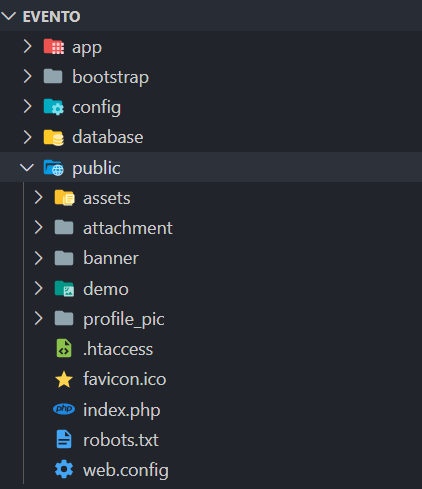 EVENTO
app
bootstrap
config
database
public
assets
attachment
banner
demo
profile_pic
.htaccess
favicon.ico
php index.php
robots.txt
web.config